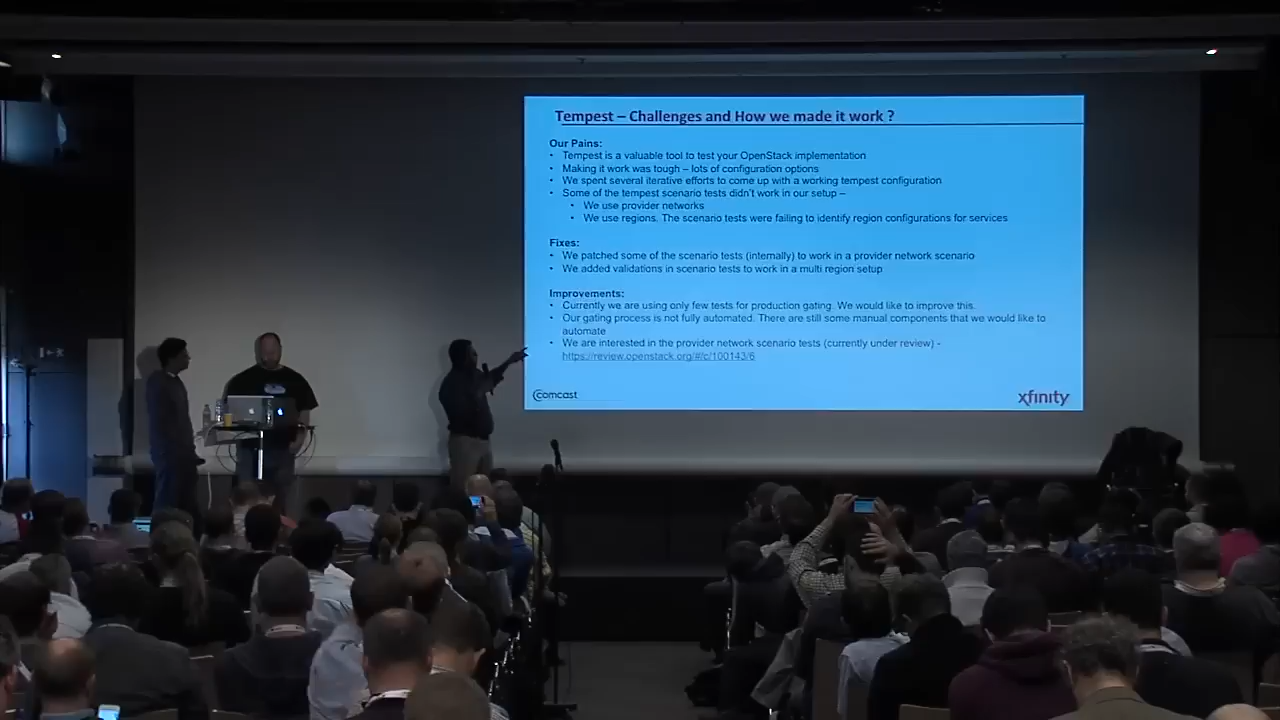 Tempest – Challenges and How we made it work ?
Our Pains:
• Tempest is a valuable tool to test your OpenStack implementation
• Making it work was tough – lots of configuration options
• We spent several iterative efforts to come up with a working tempest configuration
• Some of the tempest scenario tests didn't work in our setup –
• We use provider networks
• We use regions. The scenario tests were failing to identify region configurations for services
Fixes:
• We patched some of the scenario tests (internally) to work in a provider network scenario
• We added validations in scenario tests to work in a multi region setup
Improvements:
• Currently we are using only few tests for production gating. We would like to improve this.
• Our gating process is not fully automated. There are still some manual components that we would like to
automate
• We are interested in the provider network scenario tests (currently under review) -
https://review.openstack.org/#/c/100143/6
comcast
xfinity